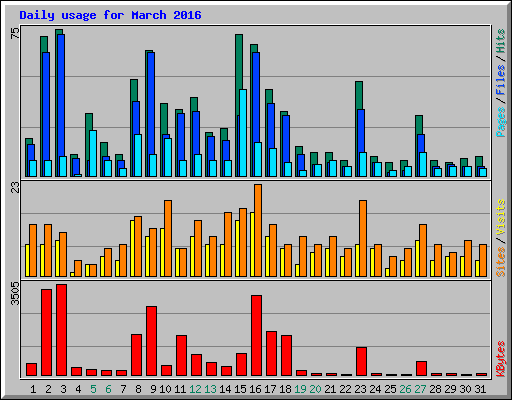 Daily usage for March 2016
75
Pages/Files/Hits
23
Sites/Visits
3505
KBytes
1 2 3 4 5 6 7 8 9 10 11 12 13 14 15 16 17 18 19 20 21 22 23 24 25 26 27 28 29 30 31